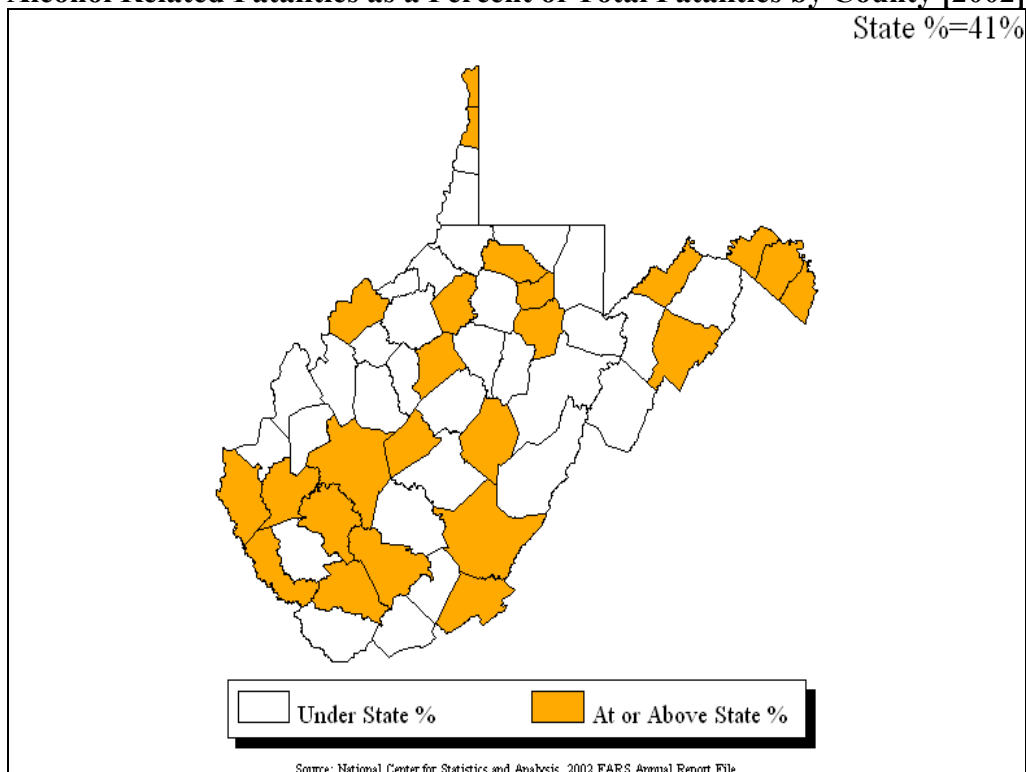 Alcohol Related Fatalities as a Percent of Total Fatalities by County [2002]
State %=41%
Under State %
At or Above State %
Source: National Center for Statistics and Analysis, 2002 FARS Annual Report File